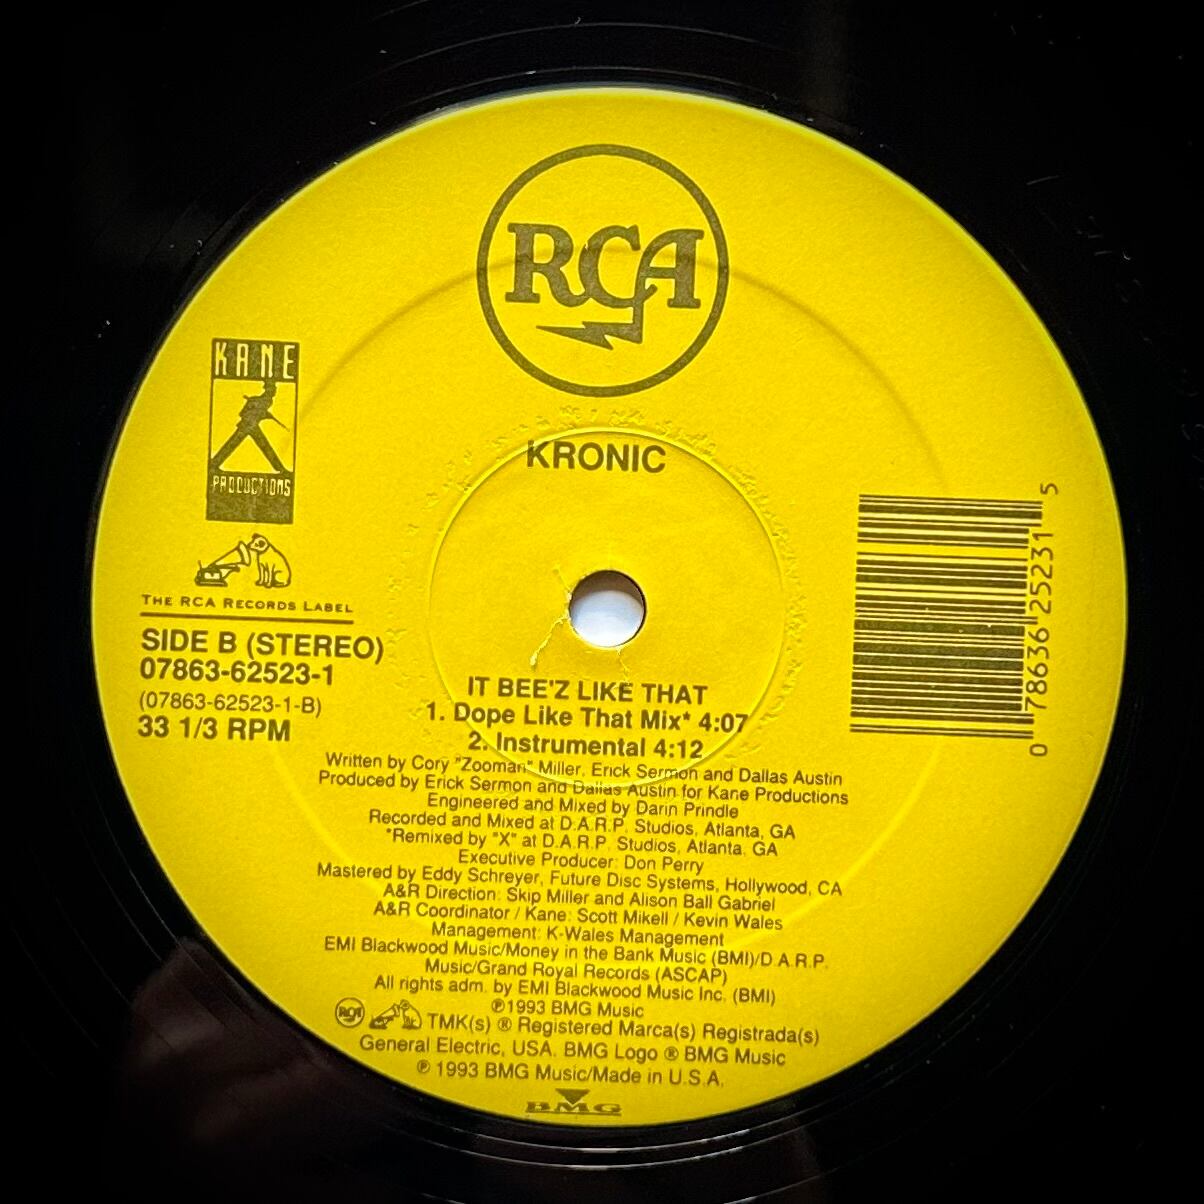 RCA
KANE
PRODUCTIONS
KRONIC
THE RCA RECORDS LABEL
SIDE B (STEREO)
07863-62523-1
(07863-62523-1-B)
33 1/3 RPM
0 78636 25231 5
IT BEE'Z LIKE THAT
1. Dope Like That Mix* 4:07
2. Instrumental 4:12
Written by Cory "Zooman" Miller, Erick Sermon and Dallas Austin
Produced by Erick Sermon and Dallas Austin for Kane Productions
Engineered and Mixed by Darin Prindle
Recorded and Mixed at D.A.R.P. Studios, Atlanta, GA
*Remixed by "X" at D.A.R.P. Studios, Atlanta, GA
Executive Producer: Don Perry
Mastered by Eddy Schreyer, Future Disc Systems, Hollywood, CA
A&R Direction: Skip Miller and Alison Ball Gabriel
A&R Coordinator / Kane: Scott Mikell / Kevin Wales
Management: K-Wales Management
EMI Blackwood Music/Money in the Bank Music (BMI)/D.A.R.P.
Music/Grand Royal Records (ASCAP)
All rights adm. by EMI Blackwood Music Inc. (BMI)
℗1993 BMG Music
RCA TMK(s) ® Registered Marca(s) Registrada(s)
General Electric, USA. BMG Logo ® BMG Music
℗ 1993 BMG Music/Made in U.S.A.
BMG